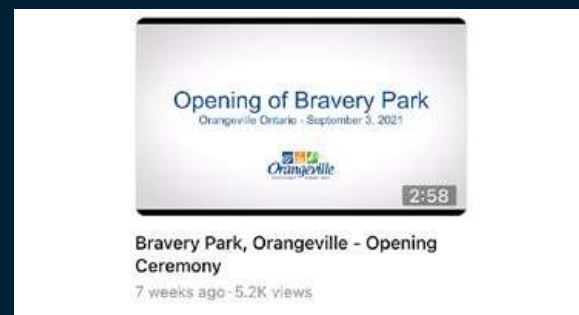 Opening of Bravery Park
Orangeville Ontario - September 3, 2021
Orangeville
2:58
Bravery Park, Orangeville - Opening
Ceremony
7 weeks ago · 5.2K views